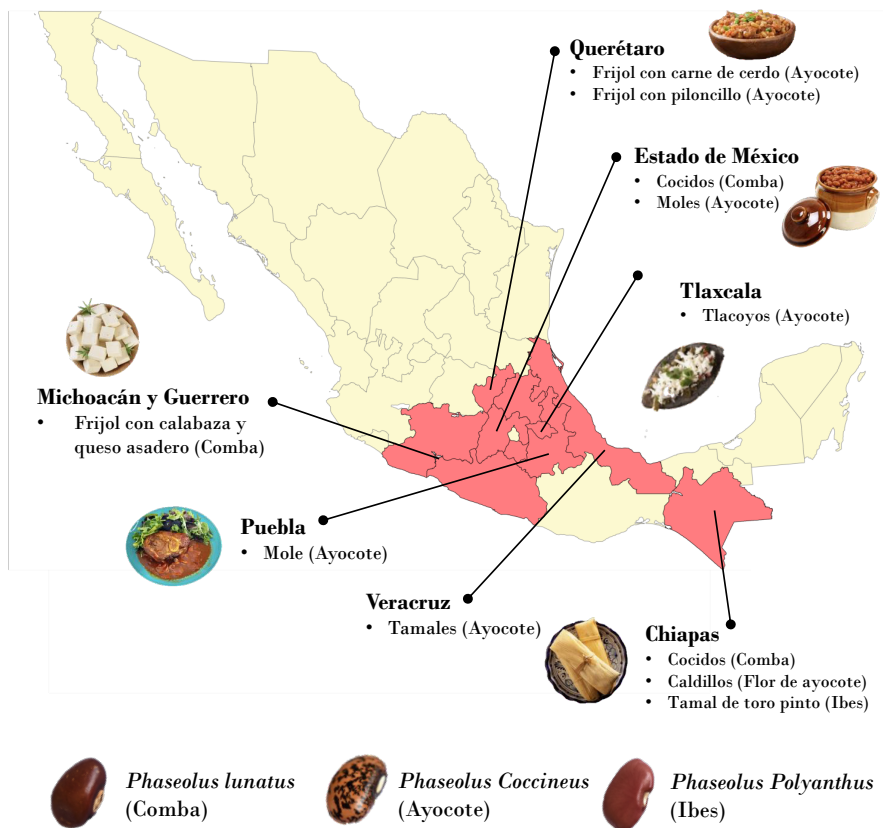 Querétaro
• Frijol con carne de cerdo (Ayocote)
• Frijol con piloncillo (Ayocote)
Estado de México
• Cocidos (Comba)
• Moles (Ayocote)
Tlaxcala
• Tlacoyos (Ayocote)
Michoacán y Guerrero
• Frijol con calabaza y
queso asadero (Comba)
Puebla
• Mole (Ayocote)
Veracruz
• Tamales (Ayocote)
Chiapas
• Cocidos (Comba)
• Caldillos (Flor de ayocote)
• Tamal de toro pinto (Ibes)
Phaseolus lunatus
(Comba)
Phaseolus Coccineus
(Ayocote)
Phaseolus Polyanthus
(Ibes)